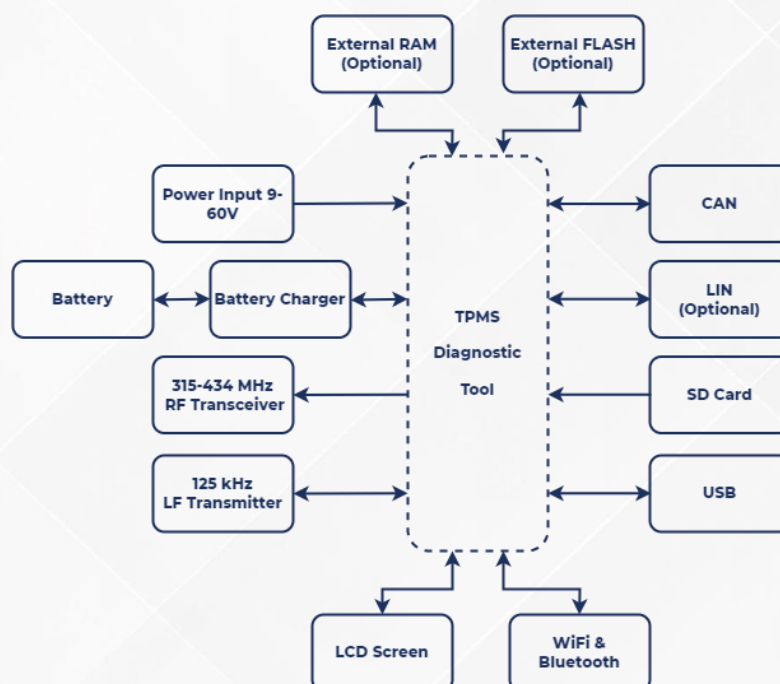 External RAM
(Optional)
External FLASH
(Optional)
Power Input 9-
60V
CAN
Battery
Battery Charger
LIN
(Optional)
TPMS
Diagnostic
Tool
315-434 MHz
RF Transceiver
SD Card
125 kHz
LF Transmitter
USB
LCD Screen
WiFi &
Bluetooth